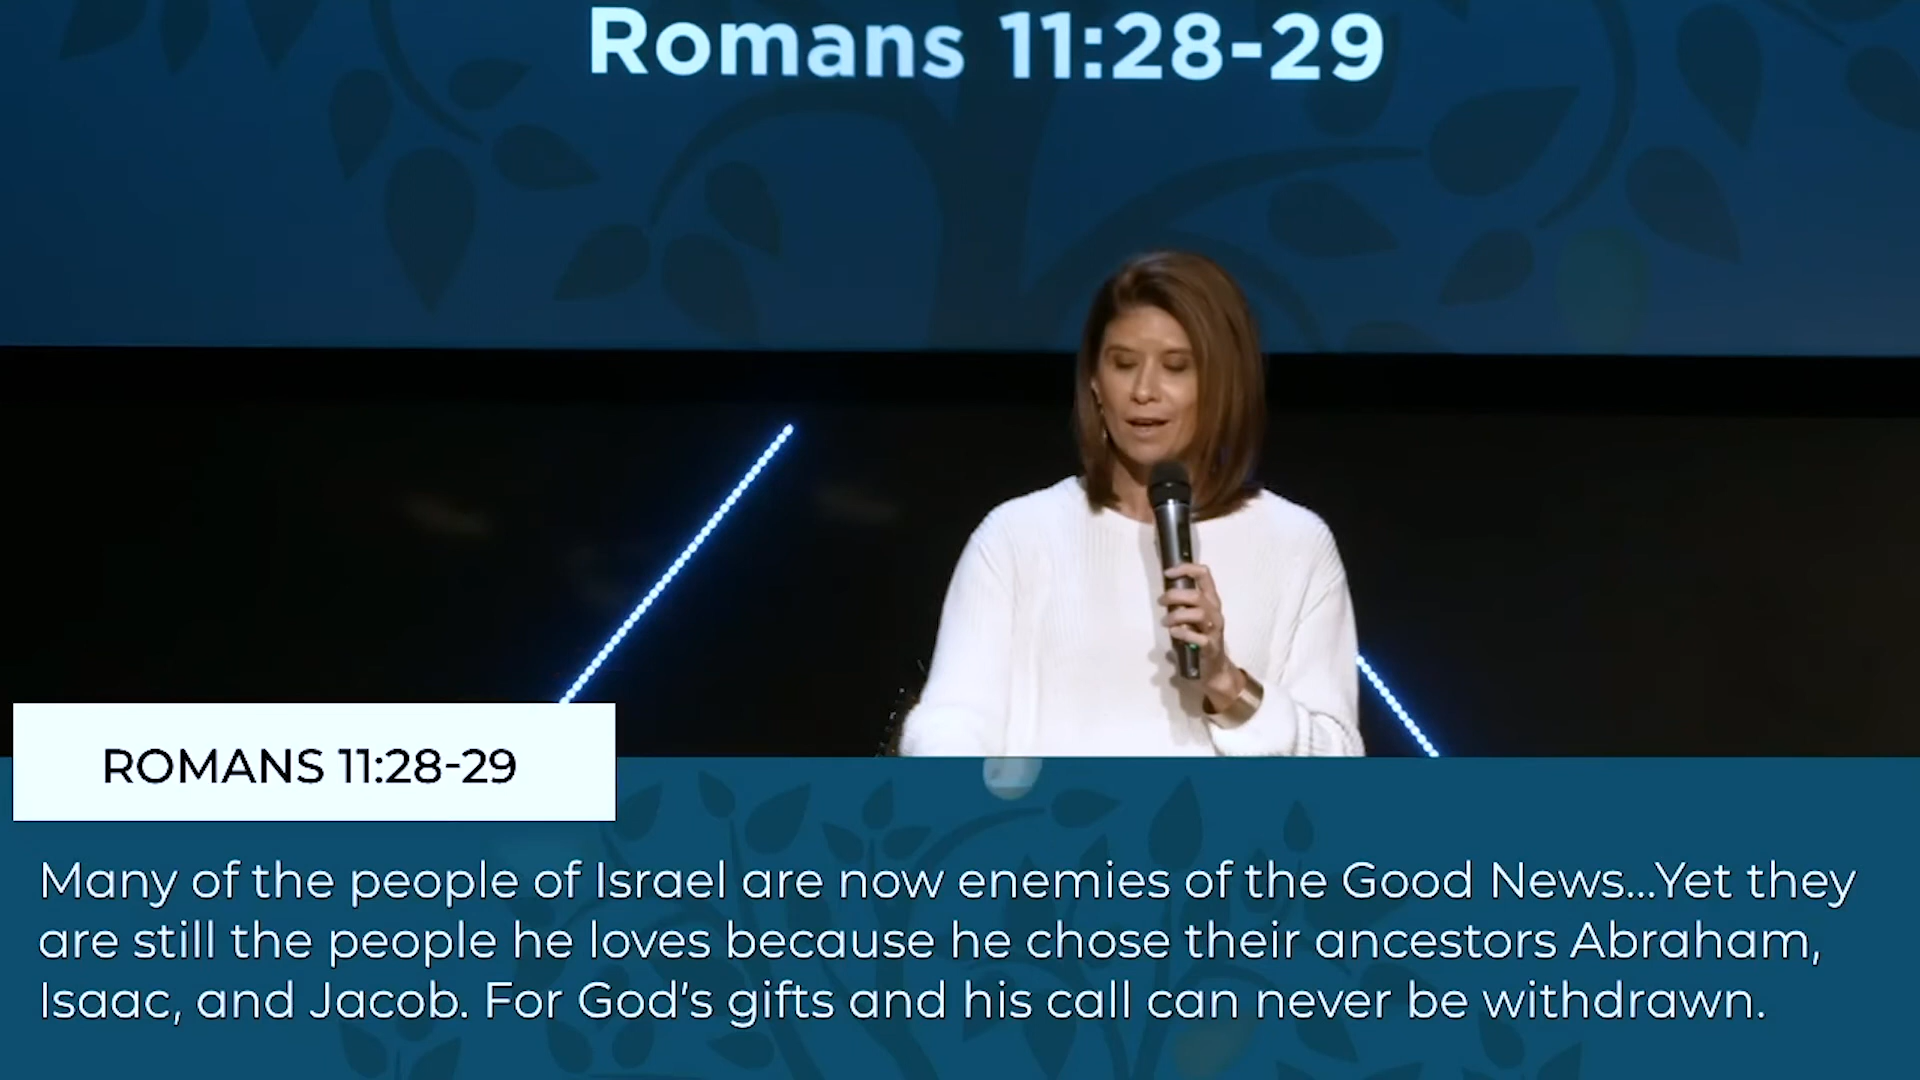 Romans 11:28-29
ROMANS 11:28-29
Many of the people of Israel are now enemies of the Good News...Yet they
are still the people he loves because he chose their ancestors Abraham,
Isaac, and Jacob. For God's gifts and his call can never be withdrawn.